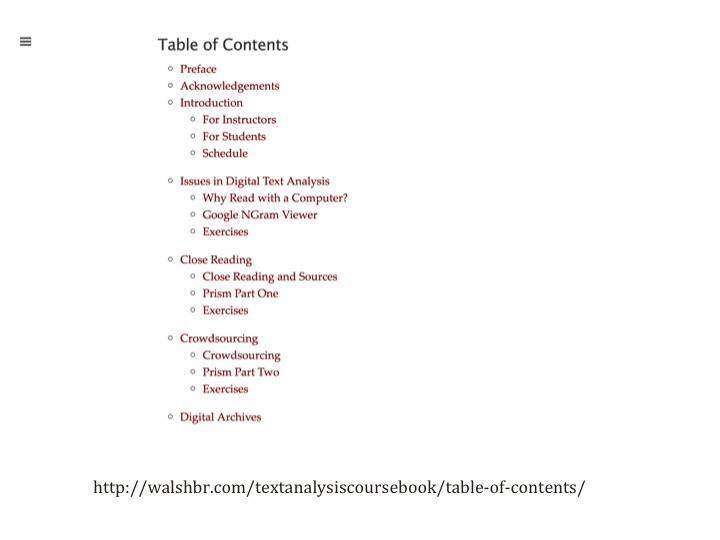 Table of Contents
Preface
Acknowledgements
Introduction
For Instructors
For Students
Schedule
Issues in Digital Text Analysis
Why Read with a Computer?
Google NGram Viewer
Exercises
Close Reading
Close Reading and Sources
Prism Part One
Exercises
Crowdsourcing
Crowdsourcing
Prism Part Two
Exercises
Digital Archives
http://walshbr.com/textanalysiscoursebook/table-of-contents/